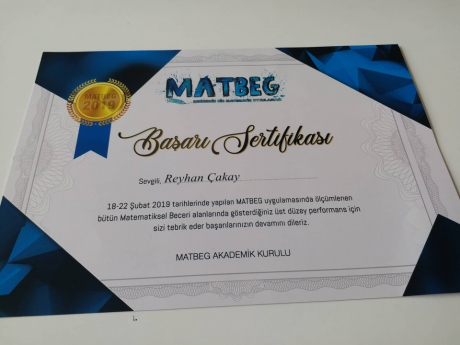 MATBEG
MATBEG
2019
Başarı Sertifikası
Sevgili, Reyhan Çakay
18-22 Şubat 2019 tarihlerinde yapılan MATBEG uygulamasında ölçümlenen
bütün Matematiksel Beceri alanlarında gösterdiğiniz üst düzey performans için
sizi tebrik eder başarılarınızın devamını dileriz.
MATBEG AKADEMİK KURULU